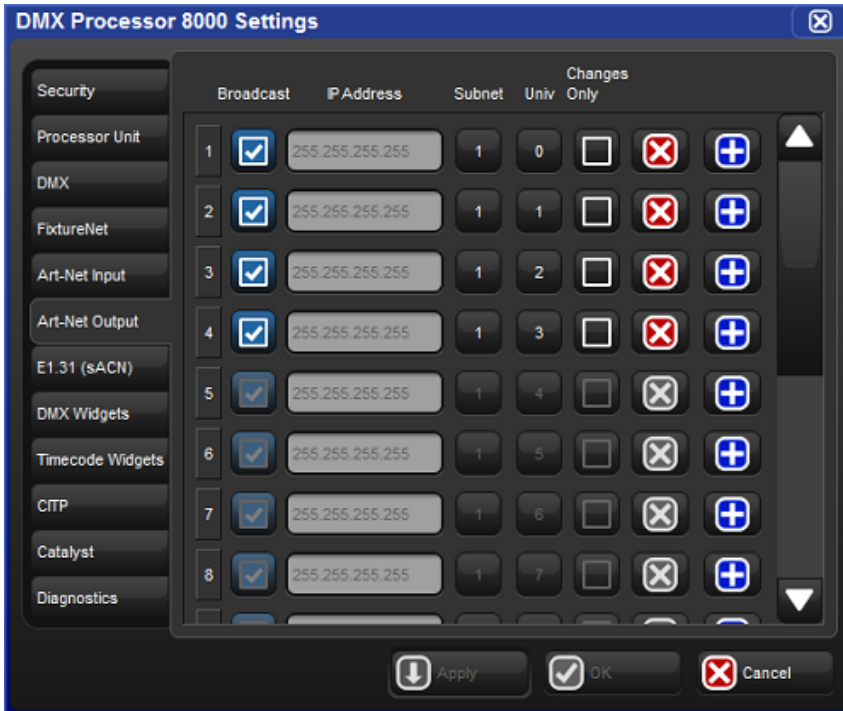 DMX Processor 8000 Settings
Security
Processor Unit
DMX
FixtureNet
Art-Net Input
Art-Net Output
E1.31 (sACN)
DMX Widgets
Timecode Widgets
CITP
Catalyst
Diagnostics
Broadcast IP Address Subnet Univ Changes Only
1 255.255.255.255 1 0
2 255.255.255.255 1 1
3 255.255.255.255 1 2
4 255.255.255.255 1 3
5 255.255.255.255 1 4
6 255.255.255.255 1 5
7 255.255.255.255 1 6
8 255.255.255.255 1 7
Apply OK Cancel